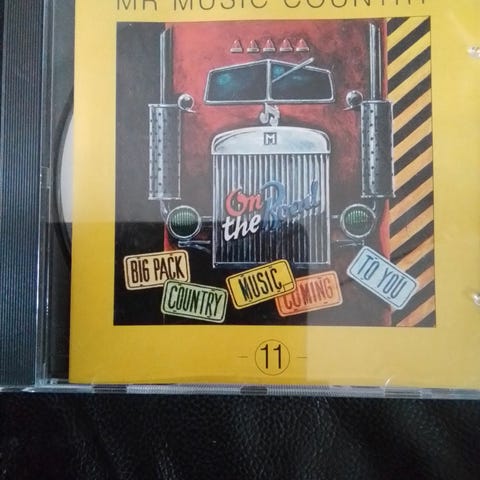 MR MUSIC COUNTRY
M
On
the Road
BIG PACK
COUNTRY
MUSIC
COMING
TO YOU
11